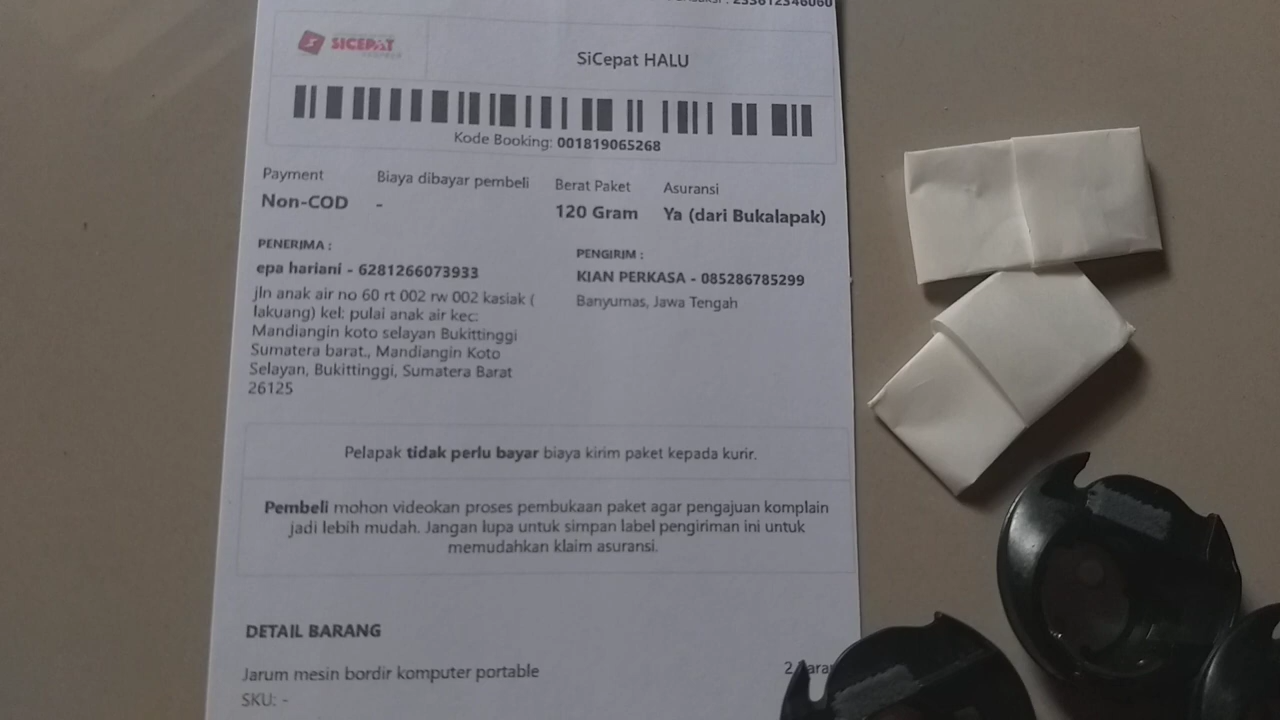 : 233612346060
SICEPAT
SiCepat HALU
Kode Booking: 001819065268
Payment
Non-COD
Biaya dibayar pembeli
-
Berat Paket
120 Gram
Asuransi
Ya (dari Bukalapak)
PENERIMA :
epa hariani - 6281266073933
jln anak air no 60 rt 002 rw 002 kasiak (
lakuang) kel: pulai anak air kec:
Mandiangin koto selayan Bukittinggi
Sumatera barat., Mandiangin Koto
Selayan, Bukittinggi, Sumatera Barat
26125
PENGIRIM :
KIAN PERKASA - 085286785299
Banyumas, Jawa Tengah
Pelapak tidak perlu bayar biaya kirim paket kepada kurir.
Pembeli mohon videokan proses pembukaan paket agar pengajuan komplain
jadi lebih mudah. Jangan lupa untuk simpan label pengiriman ini untuk
memudahkan klaim asuransi.
DETAIL BARANG
Jarum mesin bordir komputer portable
2
SKU: -